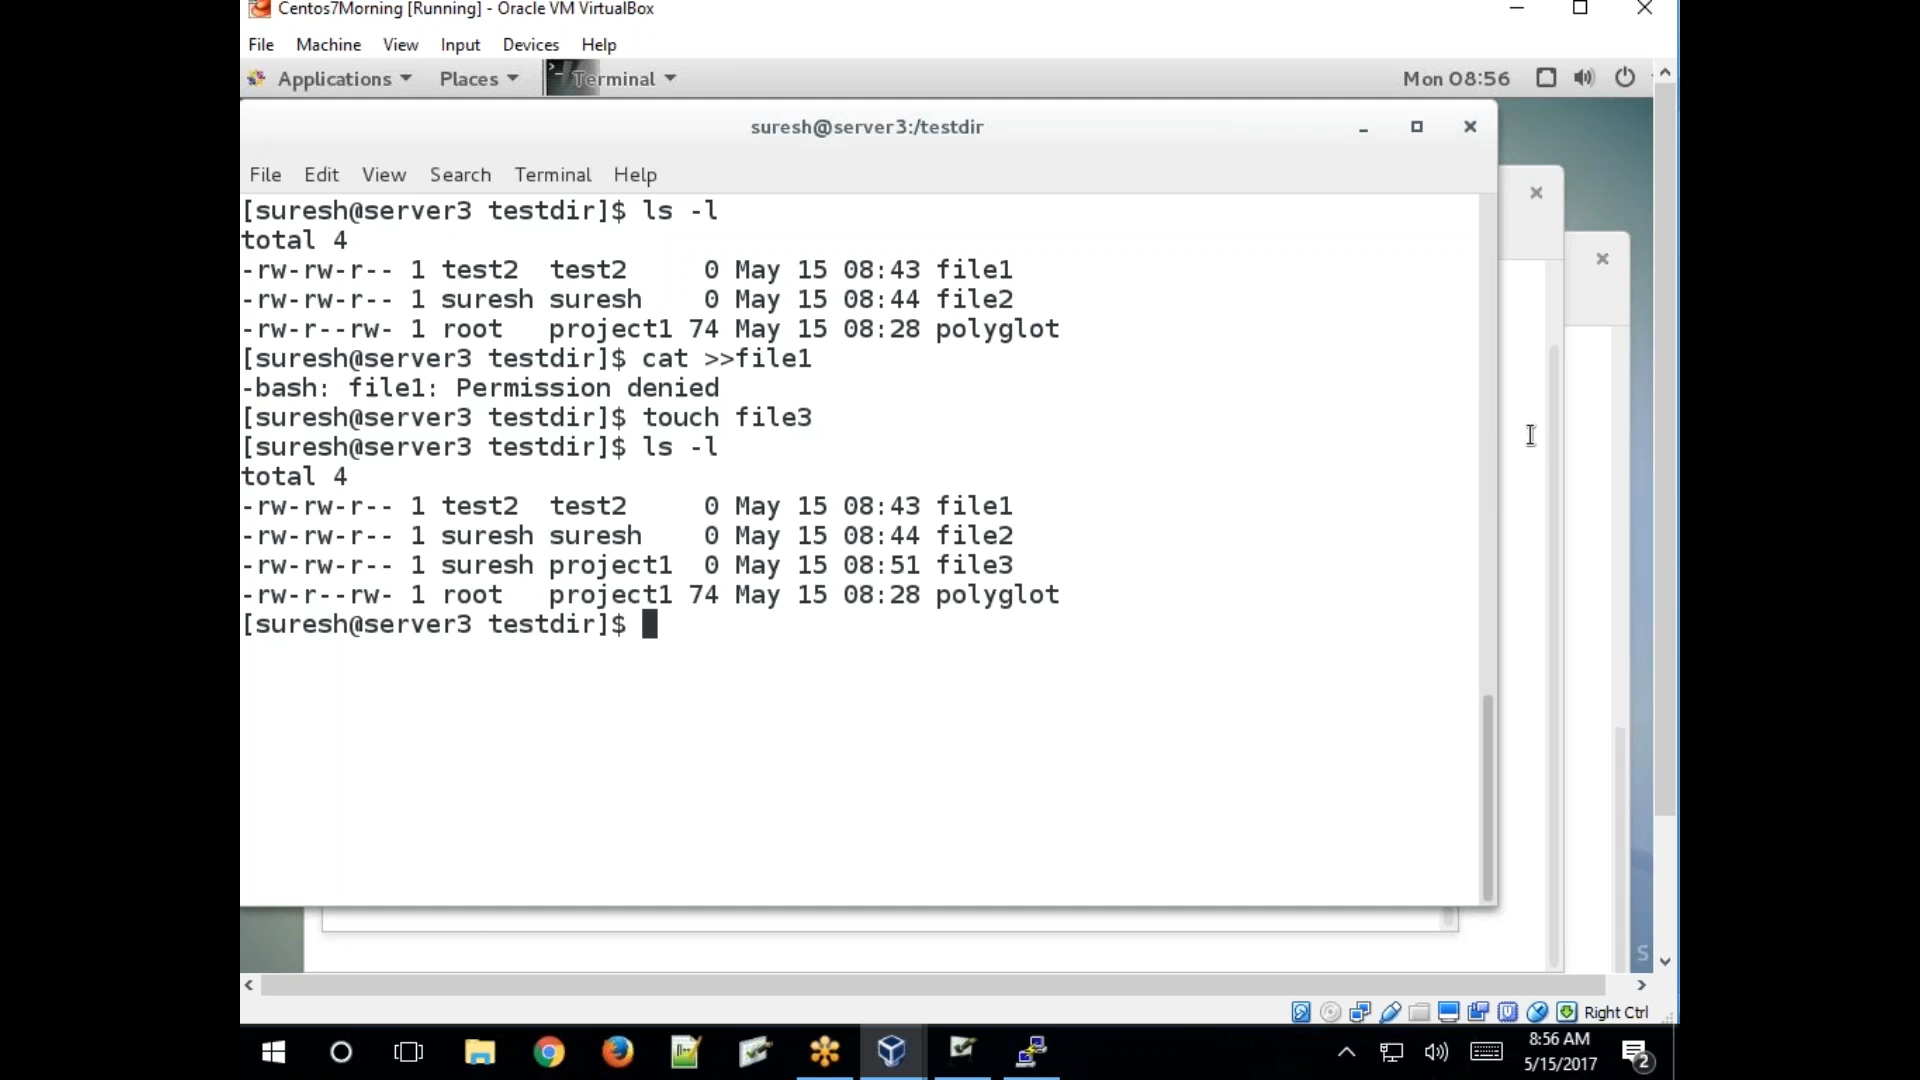 Centos7Morning [Running] - Oracle VM VirtualBox
File Machine View Input Devices Help
Applications Places Terminal Mon 08:56
suresh@server3:/testdir
File Edit View Search Terminal Help
[suresh@server3 testdir]$ ls -l
total 4
-rw-rw-r-- 1 test2 test2 0 May 15 08:43 file1
-rw-rw-r-- 1 suresh suresh 0 May 15 08:44 file2
-rw-r--rw- 1 root project1 74 May 15 08:28 polyglot
[suresh@server3 testdir]$ cat >>file1
-bash: file1: Permission denied
[suresh@server3 testdir]$ touch file3
[suresh@server3 testdir]$ ls -l
total 4
-rw-rw-r-- 1 test2 test2 0 May 15 08:43 file1
-rw-rw-r-- 1 suresh suresh 0 May 15 08:44 file2
-rw-rw-r-- 1 suresh project1 0 May 15 08:51 file3
-rw-r--rw- 1 root project1 74 May 15 08:28 polyglot
[suresh@server3 testdir]$
S
Right Ctrl
8:56 AM
5/15/2017
2